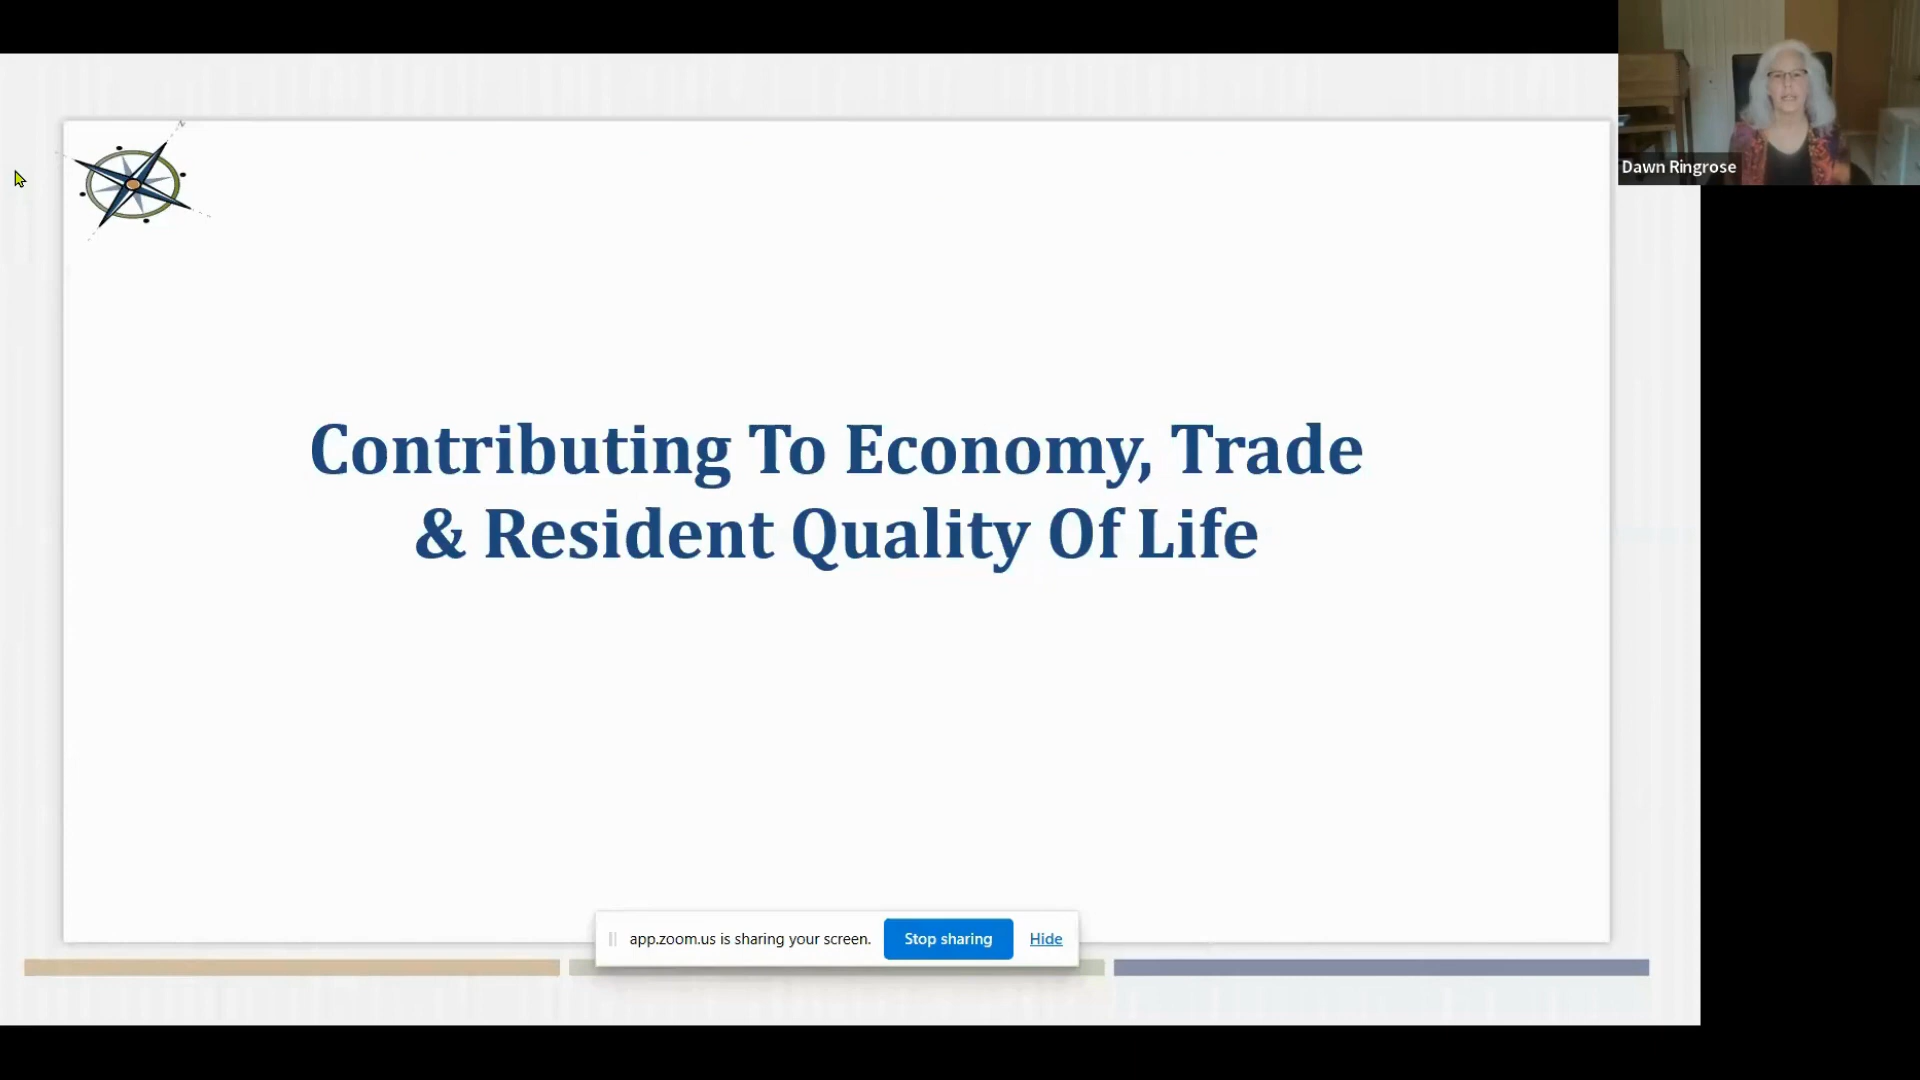 Dawn Ringrose
Contributing To Economy, Trade
& Resident Quality Of Life
app.zoom.us is sharing your screen.
Stop sharing
Hide